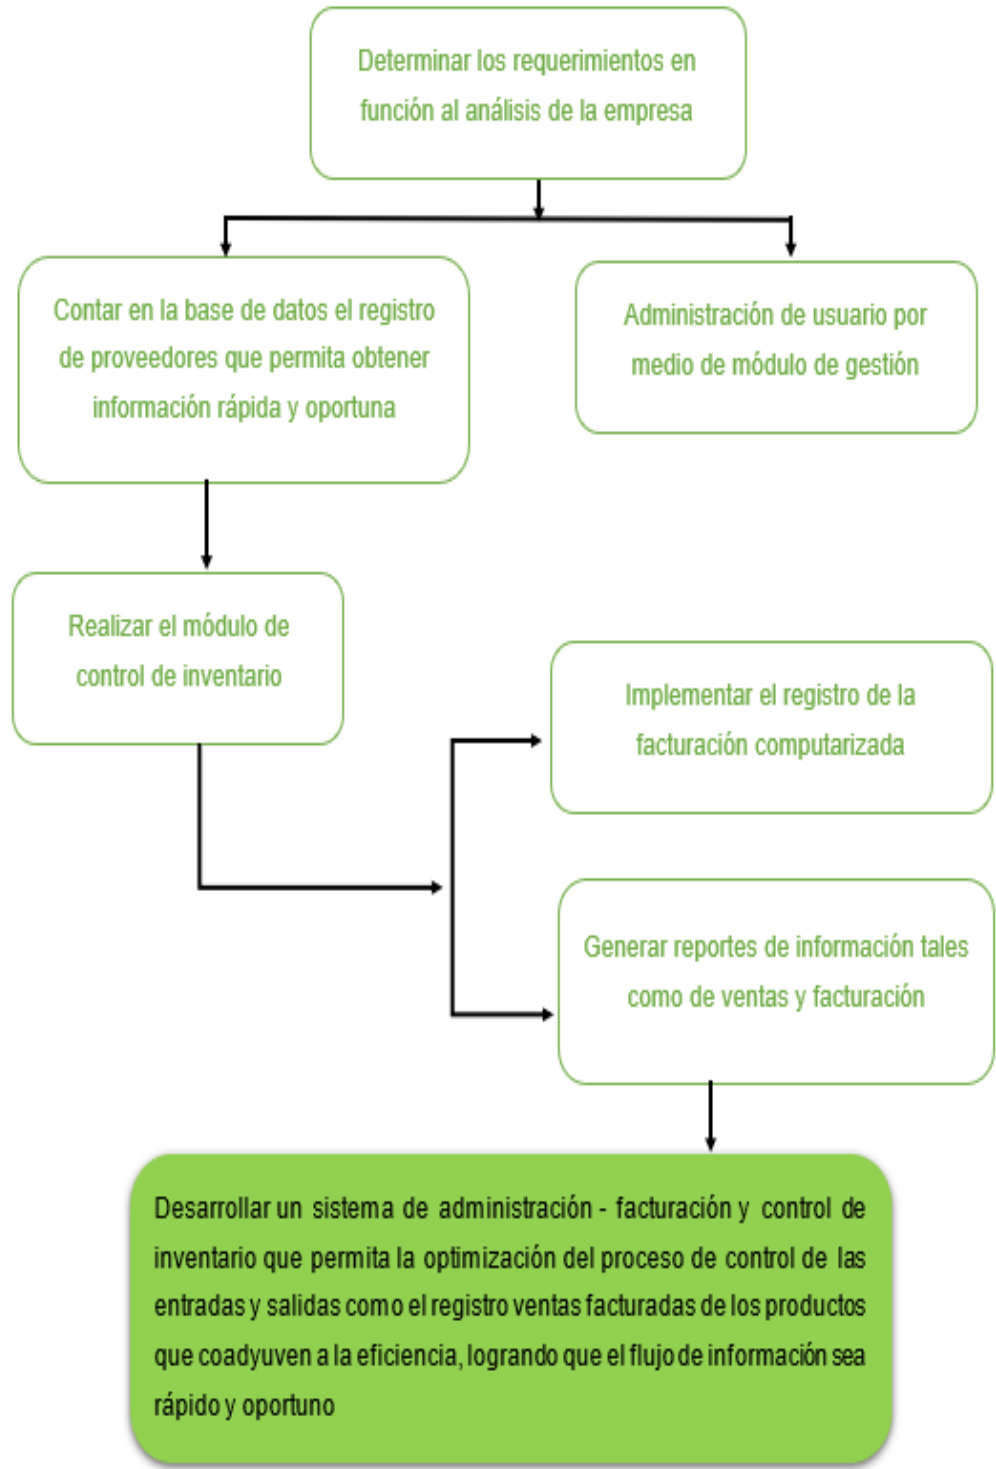 Determinar los requerimientos en
función al análisis de la empresa
Contar en la base de datos el registro
de proveedores que permita obtener
información rápida y oportuna
Administración de usuario por
medio de módulo de gestión
Realizar el módulo de
control de inventario
Implementar el registro de la
facturación computarizada
Generar reportes de información tales
como de ventas y facturación
Desarrollar un sistema de administración - facturación y control de
inventario que permita la optimización del proceso de control de las
entradas y salidas como el registro ventas facturadas de los productos
que coadyuven a la eficiencia, logrando que el flujo de información sea
rápido y oportuno